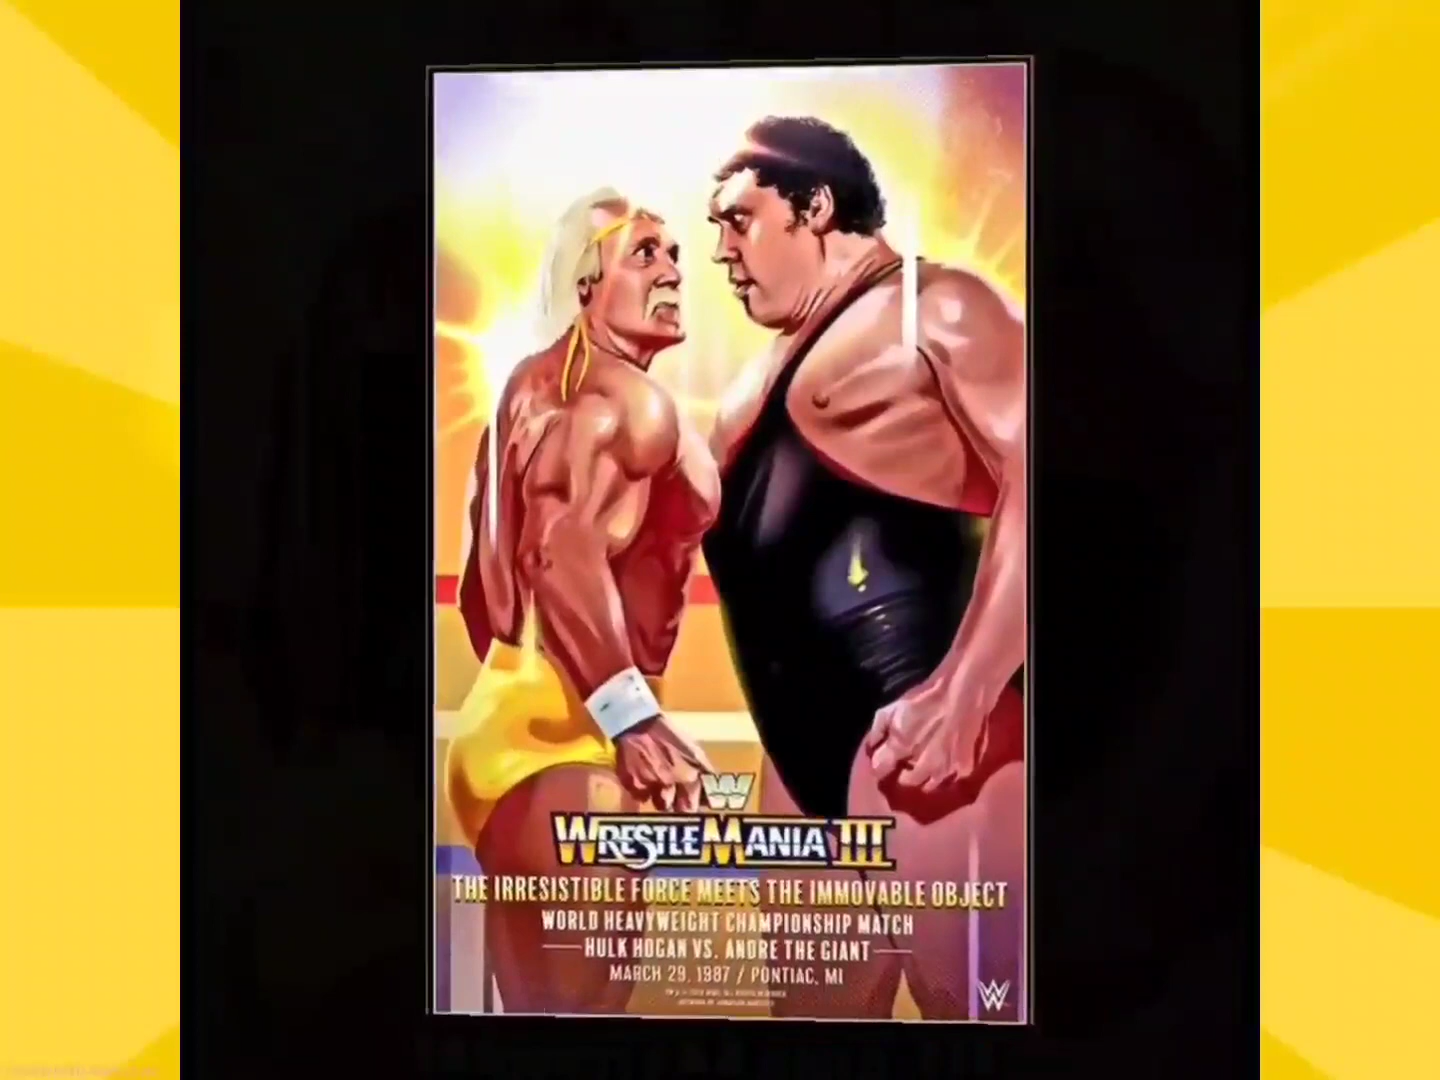 W
WRESTLEMANIA III
THE IRRESISTIBLE FORCE MEETS THE IMMOVABLE OBJECT
WORLD HEAVYWEIGHT CHAMPIONSHIP MATCH
HULK HOGAN VS. ANDRE THE GIANT
MARCH 29, 1987 / PONTIAC, MI
W